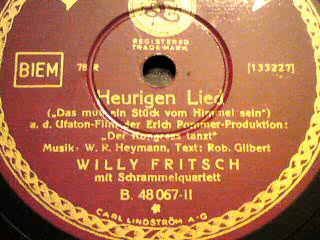 REGISTERED
TRADE-MARK
BIEM
78 R
[133227]
Heurigen Lied
("Das muß ein Stück vom Himmel sein")
a. d. Ufaton-Film der Erich Pommer-Produktion:
"Der Kongress tanzt"
Musik: W. R. Heymann, Text: Rob. Gilbert
WILLY FRITSCH
mit Schrammelquartett
B. 48 067-II
CARL LINDSTRÖM A-G